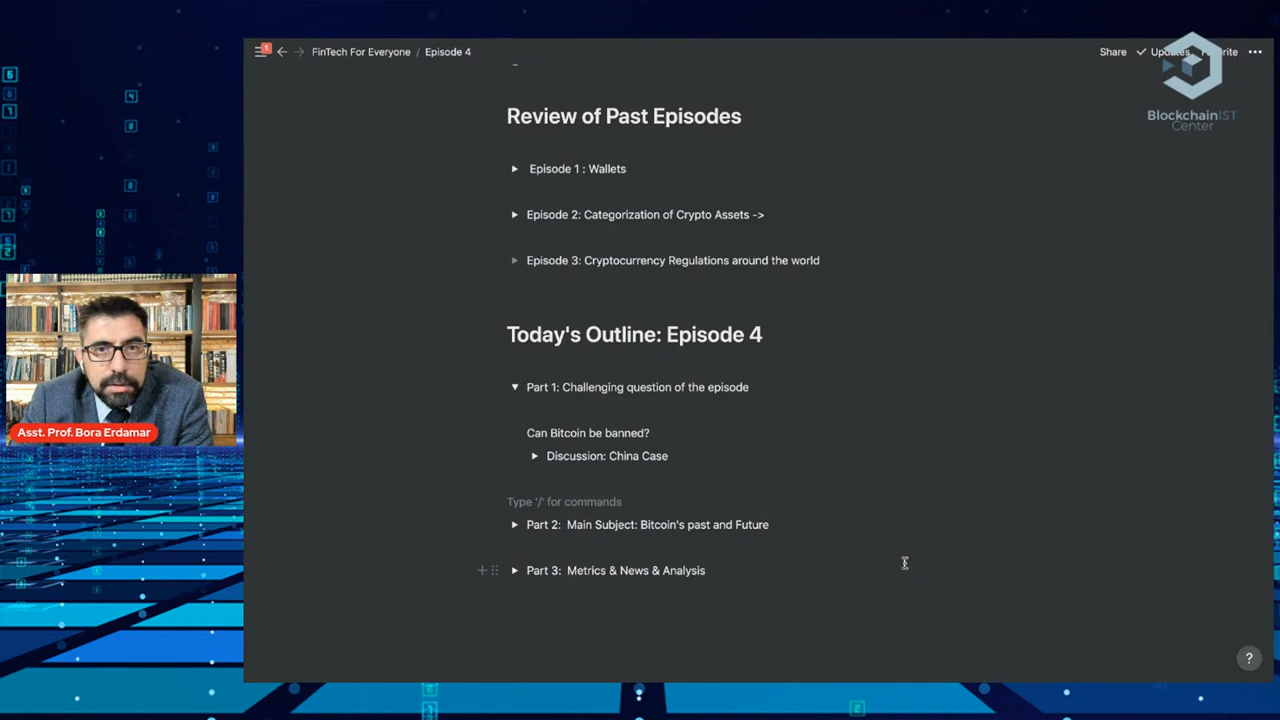 FinTech For Everyone / Episode 4
Share
Updates
Favorite
1
BlockchainIST
Center
Review of Past Episodes
Episode 1 : Wallets
Episode 2: Categorization of Crypto Assets ->
Episode 3: Cryptocurrency Regulations around the world
Today's Outline: Episode 4
Part 1: Challenging question of the episode
Can Bitcoin be banned?
Discussion: China Case
Type '/' for commands
Part 2: Main Subject: Bitcoin's past and Future
Part 3: Metrics & News & Analysis
Asst. Prof. Bora Erdamar
?